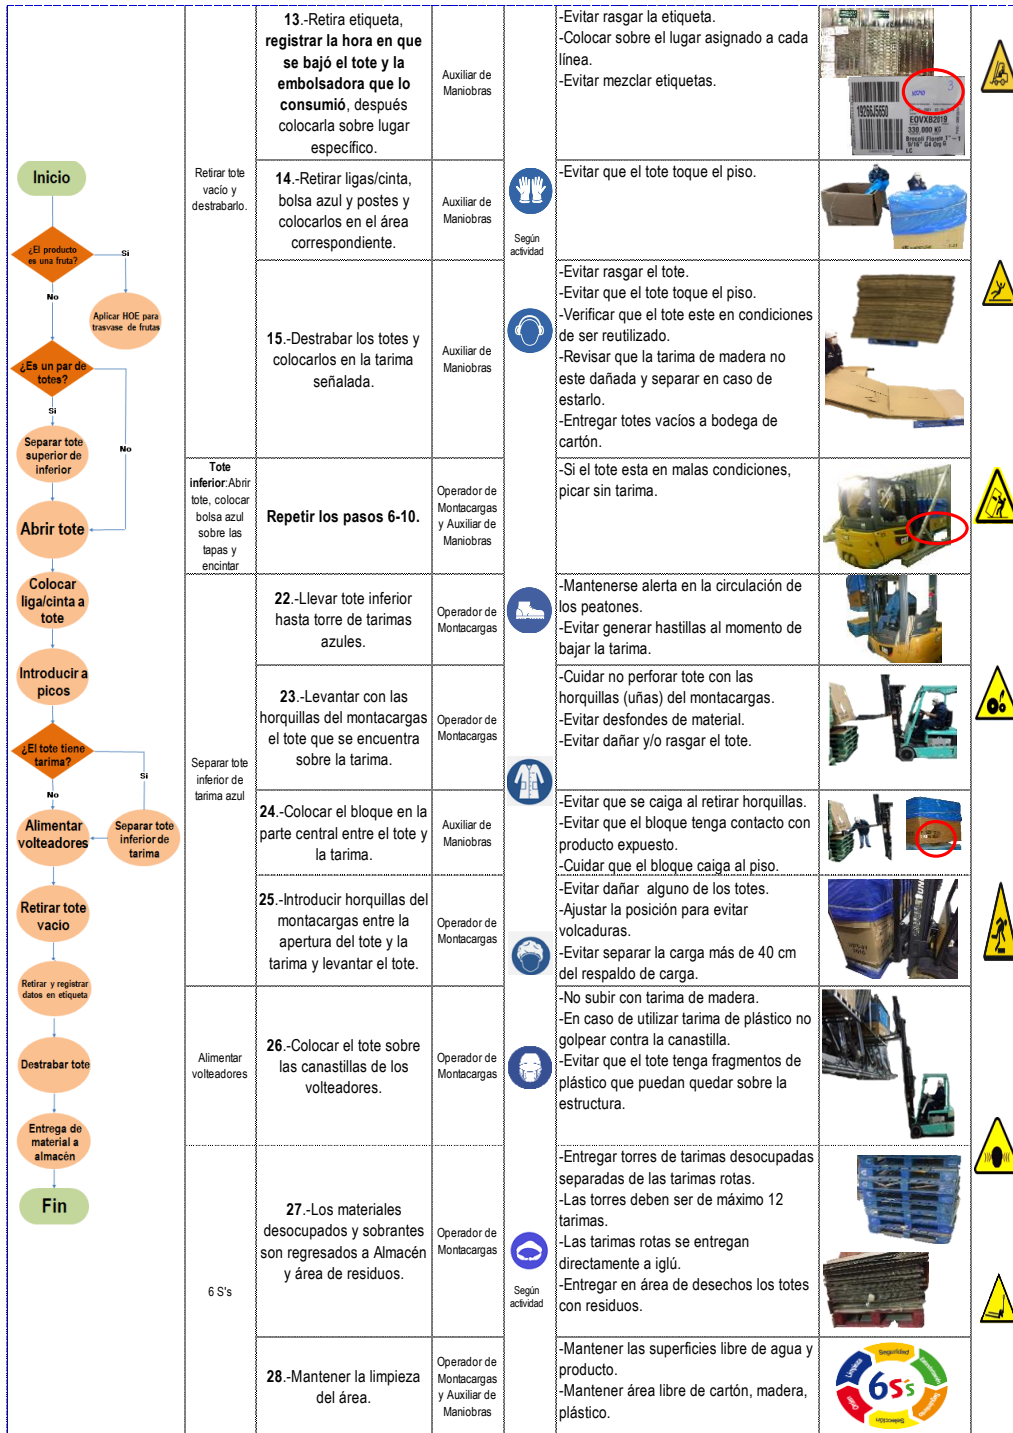 Inicio
¿El producto
es una fruta?
Si
No
Aplicar HOE para
trasvase de frutas
¿Es un par de
totes?
Si
No
Separar tote
superior de
inferior
Abrir tote
Colocar
liga/cinta a
tote
Introducir a
picos
¿El tote tiene
tarima?
Si
No
Alimentar
volteadores
Separar tote
inferior de
tarima
Retirar tote
vacio
Retirar y registrar
datos en etiqueta
Destrabar tote
Entrega de
material a
almacén
Fin
Retirar tote
vacío y
destrabarlo.
13.-Retira etiqueta,
registrar la hora en que
se bajó el tote y la
embolsadora que lo
consumió, después
colocarla sobre lugar
específico.
Auxiliar de
Maniobras
-Evitar rasgar la etiqueta.
-Colocar sobre el lugar asignado a cada
línea.
-Evitar mezclar etiquetas.
3
19266J5650
EOVXB2019
330.000 KG
Brocoli Floret 1" - 1
9/16" G4 Org G
LC
14.-Retirar ligas/cinta,
bolsa azul y postes y
colocarlos en el área
correspondiente.
Auxiliar de
Maniobras
Según
actividad
-Evitar que el tote toque el piso.
15.-Destrabar los totes y
colocarlos en la tarima
señalada.
Auxiliar de
Maniobras
-Evitar rasgar el tote.
-Evitar que el tote toque el piso.
-Verificar que el tote este en condiciones
de ser reutilizado.
-Revisar que la tarima de madera no
este dañada y separar en caso de
estarlo.
-Entregar totes vacíos a bodega de
cartón.
Tote
inferior:Abrir
tote, colocar
bolsa azul
sobre las
tapas y
encintar
Repetir los pasos 6-10.
Operador de
Montacargas
y Auxiliar de
Maniobras
-Si el tote esta en malas condiciones,
picar sin tarima.
Separar tote
inferior de
tarima azul
22.-Llevar tote inferior
hasta torre de tarimas
azules.
Operador de
Montacargas
-Mantenerse alerta en la circulación de
los peatones.
-Evitar generar hastillas al momento de
bajar la tarima.
23.-Levantar con las
horquillas del montacargas
el tote que se encuentra
sobre la tarima.
Operador de
Montacargas
-Cuidar no perforar tote con las
horquillas (uñas) del montacargas.
-Evitar desfondes de material.
-Evitar dañar y/o rasgar el tote.
24.-Colocar el bloque en la
parte central entre el tote y
la tarima.
Auxiliar de
Maniobras
-Evitar que se caiga al retirar horquillas.
-Evitar que el bloque tenga contacto con
producto expuesto.
-Cuidar que el bloque caiga al piso.
25.-Introducir horquillas del
montacargas entre la
apertura del tote y la
tarima y levantar el tote.
Operador de
Montacargas
-Evitar dañar  alguno de los totes.
-Ajustar la posición para evitar
volcaduras.
-Evitar separar la carga más de 40 cm
del respaldo de carga.
Alimentar
volteadores
26.-Colocar el tote sobre
las canastillas de los
volteadores.
Operador de
Montacargas
-No subir con tarima de madera.
-En caso de utilizar tarima de plástico no
golpear contra la canastilla.
-Evitar que el tote tenga fragmentos de
plástico que puedan quedar sobre la
estructura.
6 S's
27.-Los materiales
desocupados y sobrantes
son regresados a Almacén
y área de residuos.
Operador de
Montacargas
Según
actividad
-Entregar torres de tarimas desocupadas
separadas de las tarimas rotas.
-Las torres deben ser de máximo 12
tarimas.
-Las tarimas rotas se entregan
directamente a iglú.
-Entregar en área de desechos los totes
con residuos.
28.-Mantener la limpieza
del área.
Operador de
Montacargas
y Auxiliar de
Maniobras
-Mantener las superficies libre de agua y
producto.
-Mantener área libre de cartón, madera,
plástico.
6S's
Limpieza
Seguridad
Seguimiento
Selección
Orden